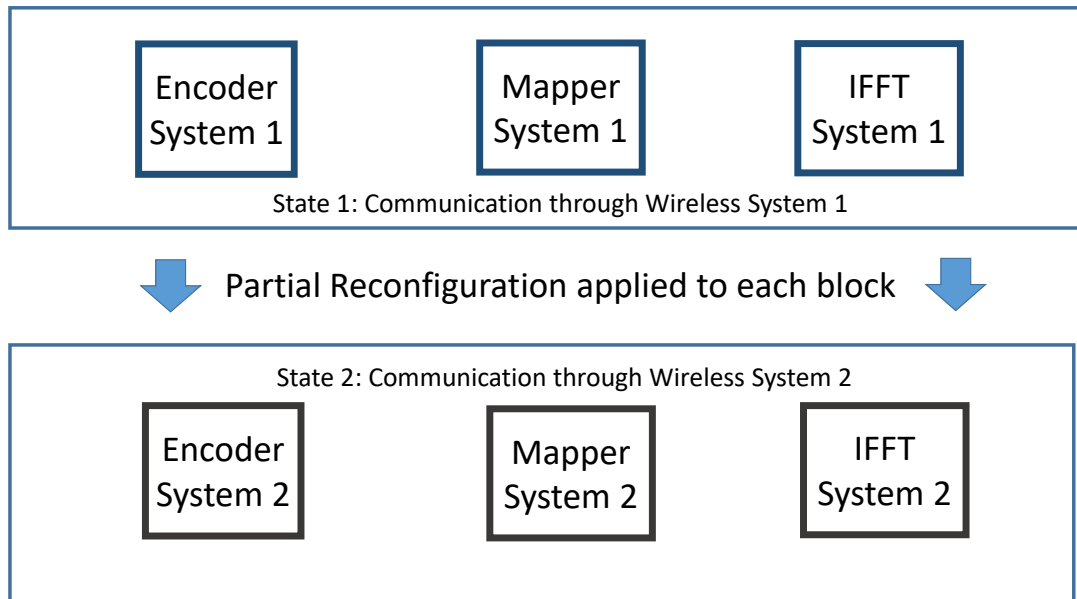 Encoder
System 1
Mapper
System 1
IFFT
System 1
State 1: Communication through Wireless System 1
Partial Reconfiguration applied to each block
State 2: Communication through Wireless System 2
Encoder
System 2
Mapper
System 2
IFFT
System 2